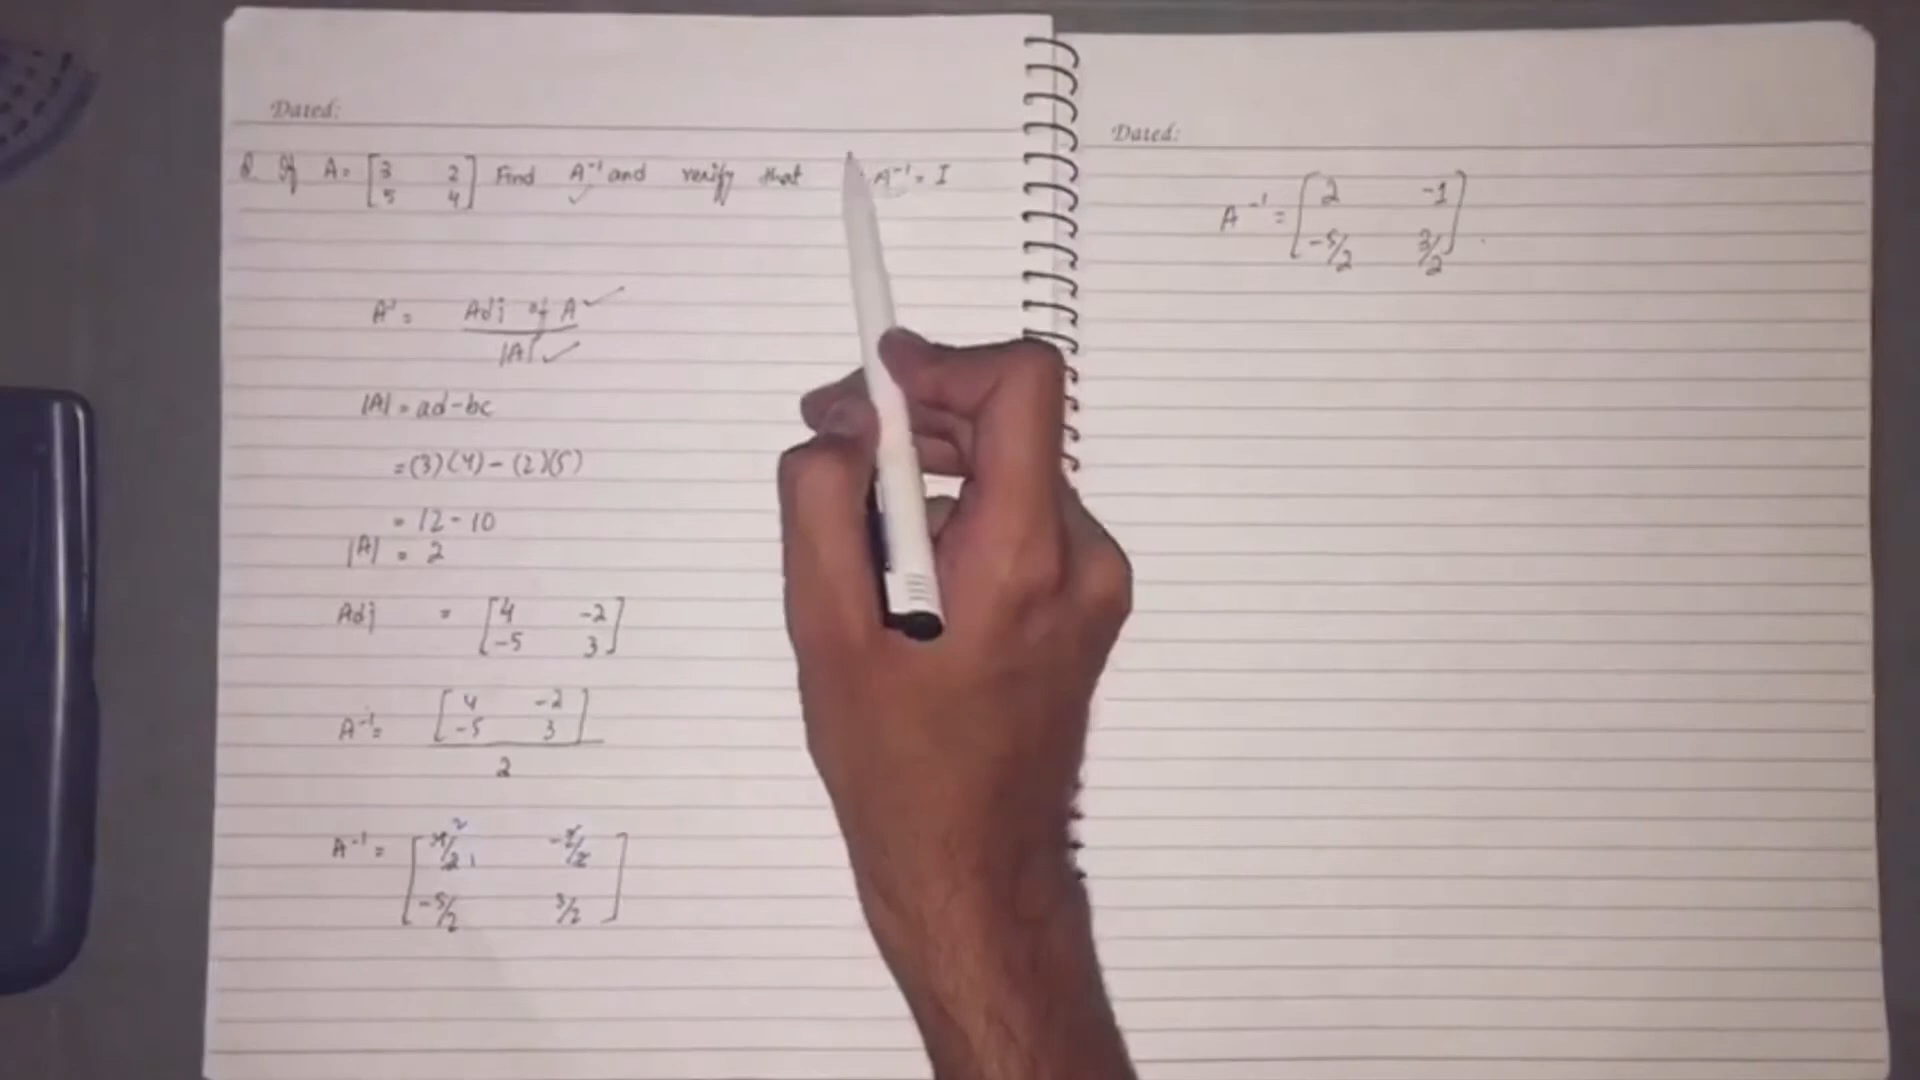 Dated:
Q. If A = [3 2] Find A⁻¹ and verify that A⁻¹ = I
[5 4]
A⁻¹ = Adj of A ✓
|A| ✓
|A| = ad - bc
= (3)(4) - (2)(5)
= 12 - 10
|A| = 2
Adj = [4 -2]
[-5 3]
A⁻¹ = [4 -2]
[-5 3]
2
A⁻¹ = [4/2 2 1 -2/2]
[-5/2 3/2]
Dated:
A⁻¹ = [2 -1]
[-5/2 3/2]